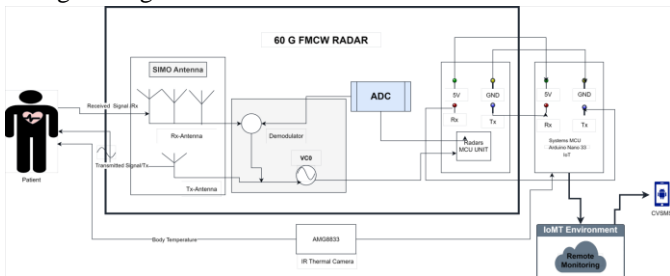 60 G FMCW RADAR
SIMO Antenna
ADC
5V
GND
5V
GND
Received Signal /Rx
Rx
Tx
Rx
Tx
Rx-Antenna
Demodulator
Radars
MCU UNIT
Systems MCU
Arduino Nano 33
IoT
VC0
Transmitted Signal/Tx
Patient
Tx-Antenna
CVSMS
IoMT Environment
Body Temperature
AMG8833
Remote
Monitoring
IR Thermal Camera